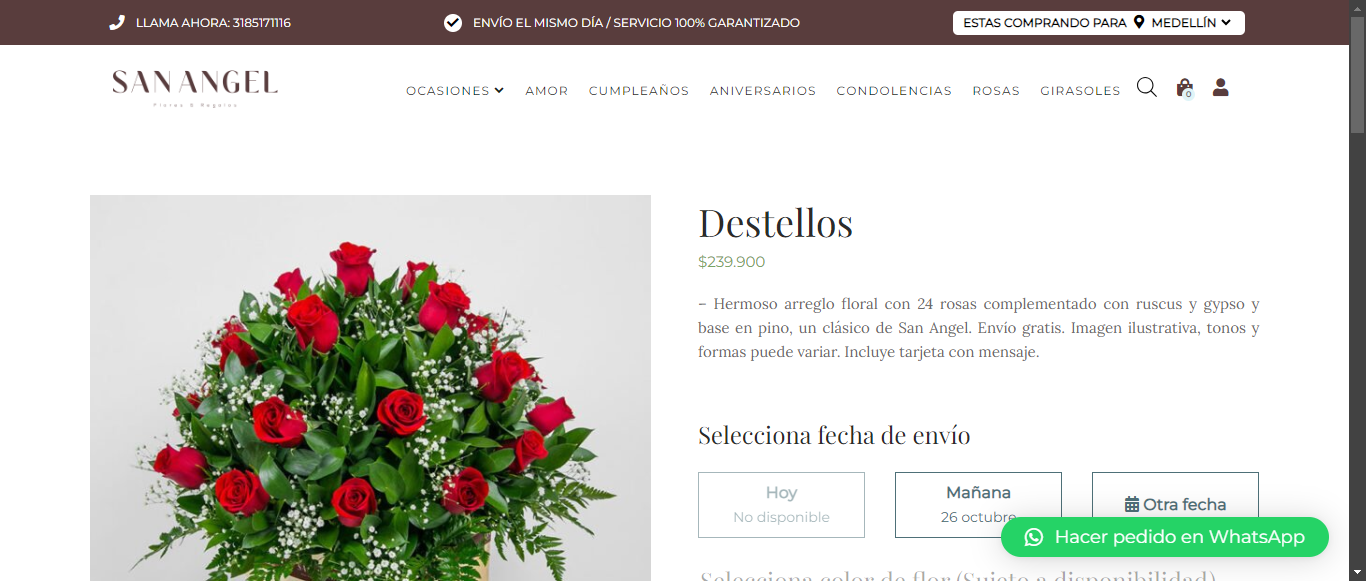 LLAMA AHORA: 3185171116
ENVÍO EL MISMO DÍA / SERVICIO 100% GARANTIZADO
ESTAS COMPRANDO PARA MEDELLÍN
SAN ANGEL
Flores & Regalos
OCASIONES AMOR CUMPLEAÑOS ANIVERSARIOS CONDOLENCIAS ROSAS GIRASOLES
0
Destellos
$239.900
– Hermoso arreglo floral con 24 rosas complementado con ruscus y gypso y
base en pino, un clásico de San Angel. Envío gratis. Imagen ilustrativa, tonos y
formas puede variar. Incluye tarjeta con mensaje.
Selecciona fecha de envío
Hoy
No disponible
Mañana
26 octubre
Otra fecha
Hacer pedido en WhatsApp
Selecciona color de flor (Sujeto a disponibilidad)